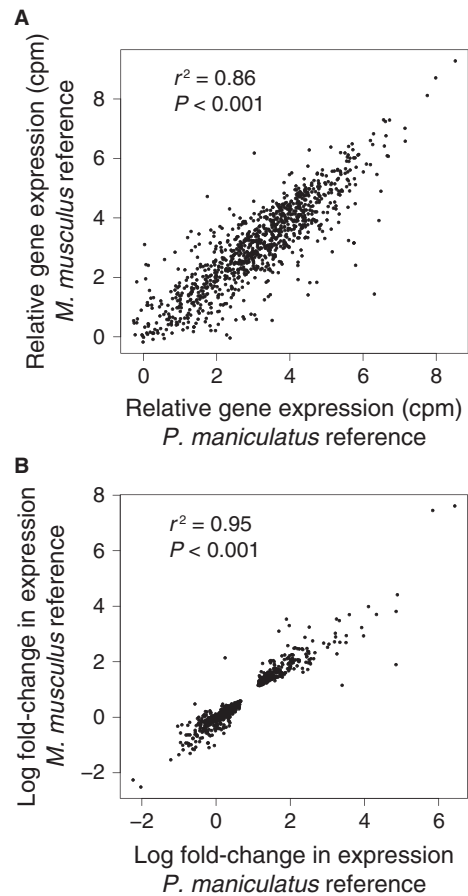 A
r² = 0.86
P < 0.001
8
6
4
2
0
Relative gene expression (cpm)
M. musculus reference
0 2 4 6 8
Relative gene expression (cpm)
P. maniculatus reference
B
r² = 0.95
P < 0.001
8
6
4
2
0
−2
Log fold-change in expression
M. musculus reference
−2 0 2 4 6
Log fold-change in expression
P. maniculatus reference